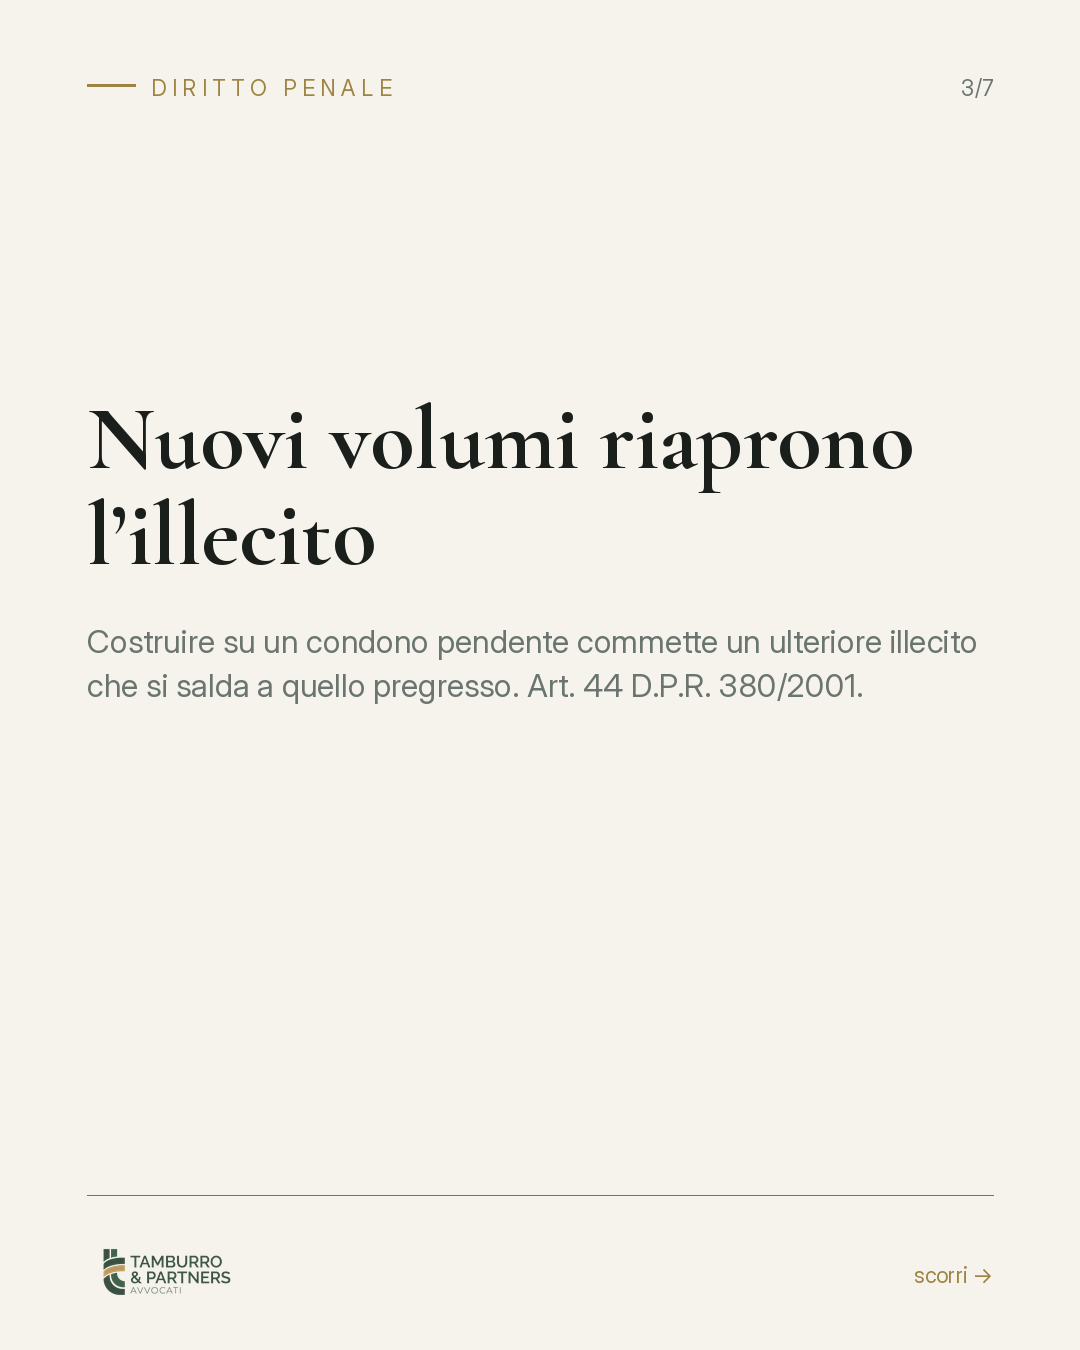 DIRITTO PENALE
3/7
Nuovi volumi riaprono
l’illecito
Costruire su un condono pendente commette un ulteriore illecito
che si salda a quello pregresso. Art. 44 D.P.R. 380/2001.
TAMBURRO
& PARTNERS
AVVOCATI
scorri →